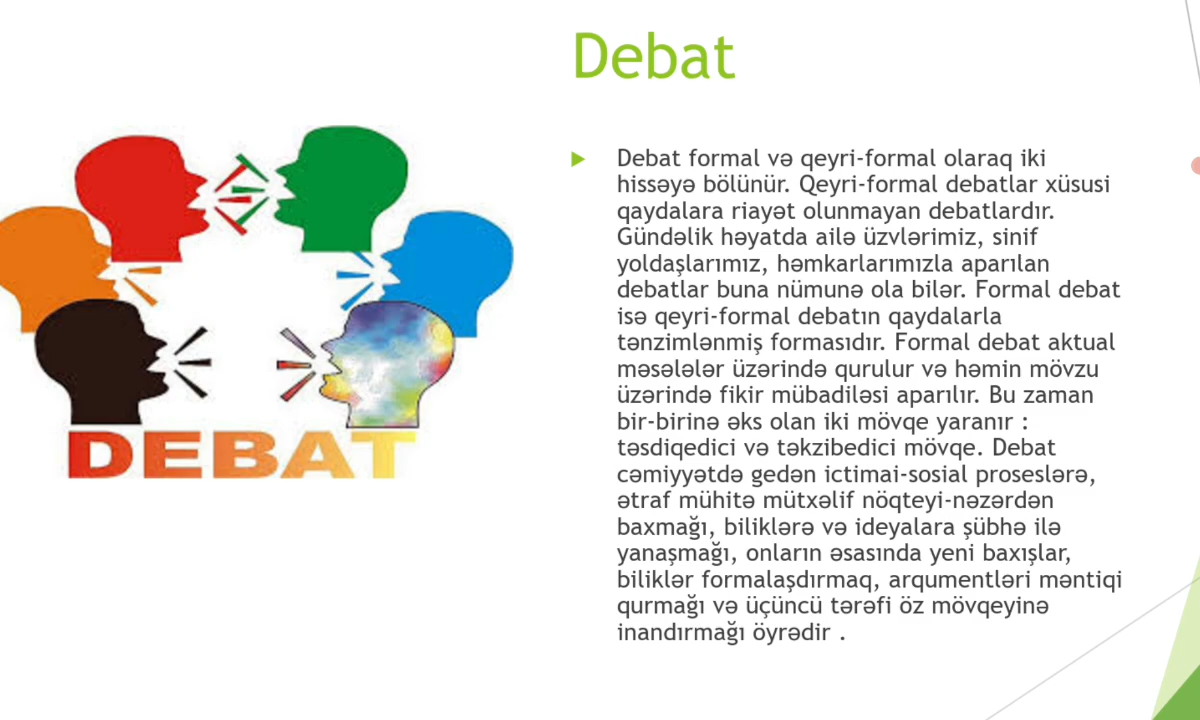 Debat
Debat formal və qeyri-formal olaraq iki
hissəyə bölünür. Qeyri-formal debatlar xüsusi
qaydalara riayət olunmayan debatlardır.
Gündəlik həyatda ailə üzvlərimiz, sinif
yoldaşlarımız, həmkarlarımızla aparılan
debatlar buna nümunə ola bilər. Formal debat
isə qeyri-formal debatın qaydalarla
tənzimlənmiş formasıdır. Formal debat aktual
məsələlər üzərində qurulur və həmin mövzu
üzərində fikir mübadiləsi aparılır. Bu zaman
bir-birinə əks olan iki mövqe yaranır :
təsdiqedici və təkzibedici mövqe. Debat
cəmiyyətdə gedən ictimai-sosial proseslərə,
ətraf mühitə mütxəlif nöqteyi-nəzərdən
baxmağı, biliklərə və ideyalara şübhə ilə
yanaşmağı, onların əsasında yeni baxışlar,
biliklər formalaşdırmaq, arqumentləri məntiqi
qurmağı və üçüncü tərəfi öz mövqeyinə
inandırmağı öyrədir .
DEBAT